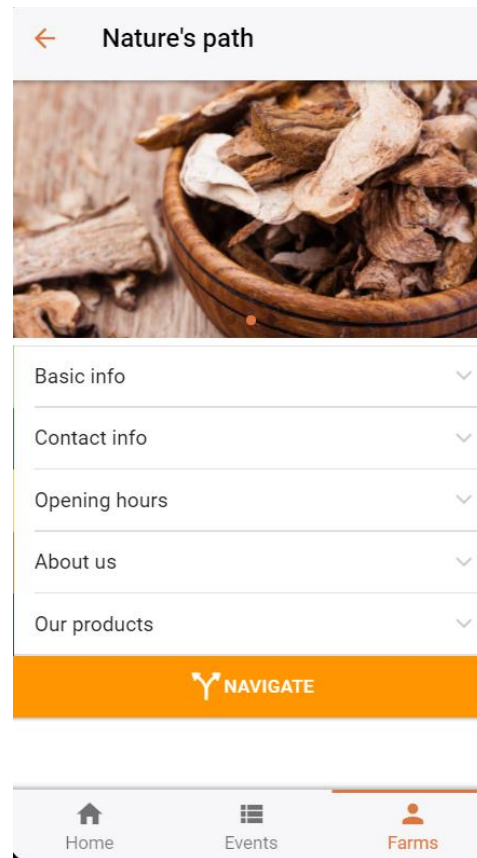 Nature's path
Basic info
Contact info
Opening hours
About us
Our products
NAVIGATE
Home Events Farms